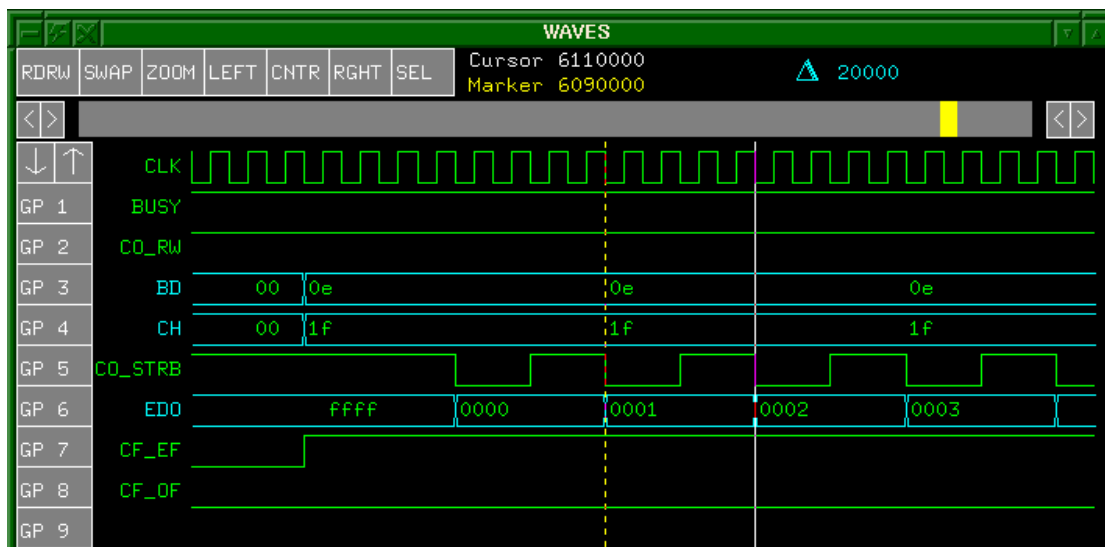 WAVES
RDRW SWAP ZOOM LEFT CNTR RGHT SEL Cursor 6110000 20000
Marker 6090000
CLK
GP 1 BUSY
GP 2 CO_RW
GP 3 BD 00 0e 0e 0e
GP 4 CH 00 1f 1f 1f
GP 5 CO_STRB
GP 6 EDO ffff 0000 0001 0002 0003
GP 7 CF_EF
GP 8 CF_OF
GP 9